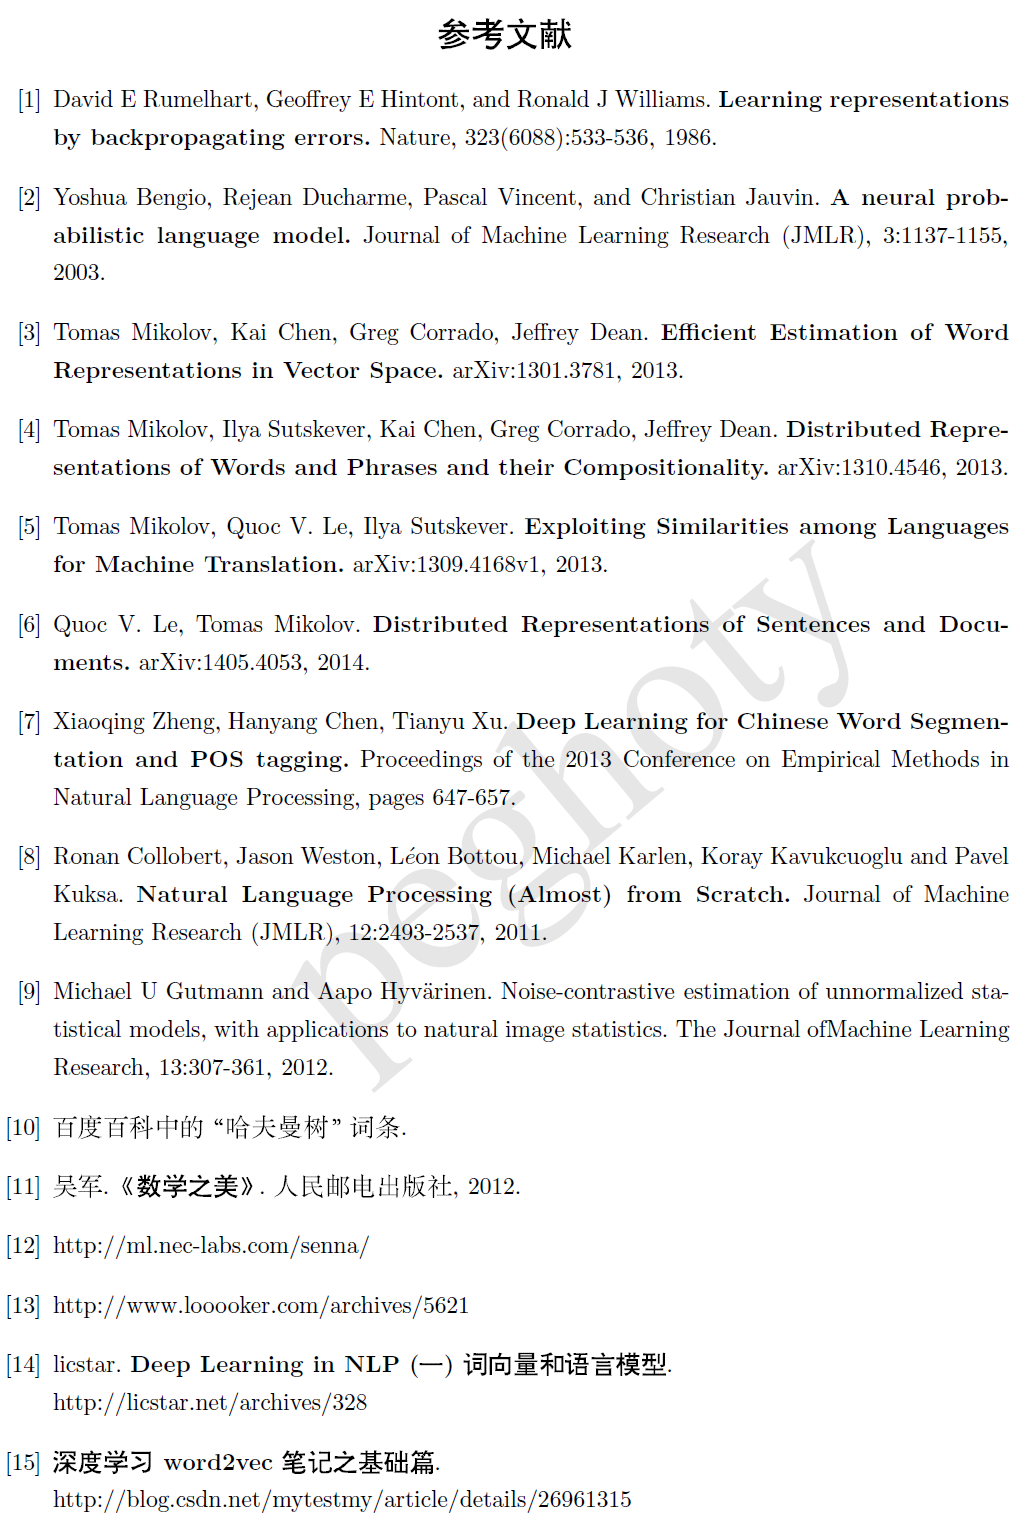 参考文献
[1] David E Rumelhart, Geoffrey E Hintont, and Ronald J Williams. Learning representations
by backpropagating errors. Nature, 323(6088):533-536, 1986.
[2] Yoshua Bengio, Rejean Ducharme, Pascal Vincent, and Christian Jauvin. A neural prob-
abilistic language model. Journal of Machine Learning Research (JMLR), 3:1137-1155,
2003.
[3] Tomas Mikolov, Kai Chen, Greg Corrado, Jeffrey Dean. Efficient Estimation of Word
Representations in Vector Space. arXiv:1301.3781, 2013.
[4] Tomas Mikolov, Ilya Sutskever, Kai Chen, Greg Corrado, Jeffrey Dean. Distributed Repre-
sentations of Words and Phrases and their Compositionality. arXiv:1310.4546, 2013.
[5] Tomas Mikolov, Quoc V. Le, Ilya Sutskever. Exploiting Similarities among Languages
for Machine Translation. arXiv:1309.4168v1, 2013.
[6] Quoc V. Le, Tomas Mikolov. Distributed Representations of Sentences and Docu-
ments. arXiv:1405.4053, 2014.
[7] Xiaoqing Zheng, Hanyang Chen, Tianyu Xu. Deep Learning for Chinese Word Segmen-
tation and POS tagging. Proceedings of the 2013 Conference on Empirical Methods in
Natural Language Processing, pages 647-657.
[8] Ronan Collobert, Jason Weston, Léon Bottou, Michael Karlen, Koray Kavukcuoglu and Pavel
Kuksa. Natural Language Processing (Almost) from Scratch. Journal of Machine
Learning Research (JMLR), 12:2493-2537, 2011.
[9] Michael U Gutmann and Aapo Hyvärinen. Noise-contrastive estimation of unnormalized sta-
tistical models, with applications to natural image statistics. The Journal ofMachine Learning
Research, 13:307-361, 2012.
[10] 百度百科中的 “哈夫曼树” 词条.
[11] 吴军.《数学之美》. 人民邮电出版社, 2012.
[12] http://ml.nec-labs.com/senna/
[13] http://www.looooker.com/archives/5621
[14] licstar. Deep Learning in NLP (一) 词向量和语言模型.
http://licstar.net/archives/328
[15] 深度学习 word2vec 笔记之基础篇.
http://blog.csdn.net/mytestmy/article/details/26961315
peghoty